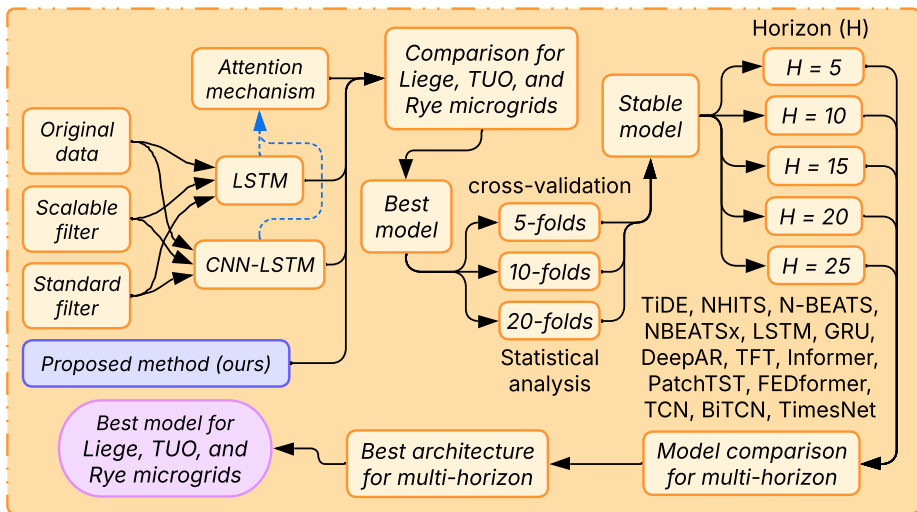 Original
data
Scalable
filter
Standard
filter
Attention
mechanism
LSTM
CNN-LSTM
Proposed method (ours)
Comparison for
Liege, TUO, and
Rye microgrids
Best
model
cross-validation
5-folds
10-folds
20-folds
Statistical
analysis
Stable
model
Horizon (H)
H = 5
H = 10
H = 15
H = 20
H = 25
TiDE, NHITS, N-BEATS,
NBEATSx, LSTM, GRU,
DeepAR, TFT, Informer,
PatchTST, FEDformer,
TCN, BiTCN, TimesNet
Model comparison
for multi-horizon
Best architecture
for multi-horizon
Best model for
Liege, TUO, and
Rye microgrids